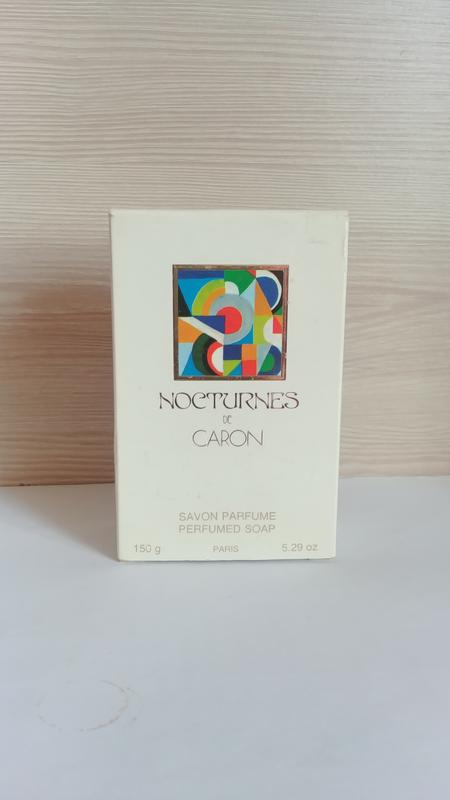 NOCTURNES
DE
CARON
SAVON PARFUME
PERFUMED SOAP
150 g PARIS 5.29 oz